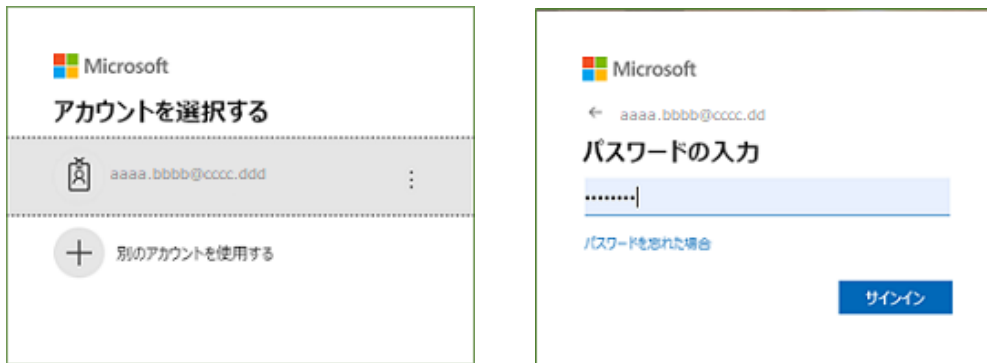 Microsoft
アカウントを選択する
aaaa.bbbb@cccc.ddd
別のアカウントを使用する
Microsoft
← aaaa.bbbb@cccc.dd
パスワードの入力
••••••••
パスワードを忘れた場合
サインイン